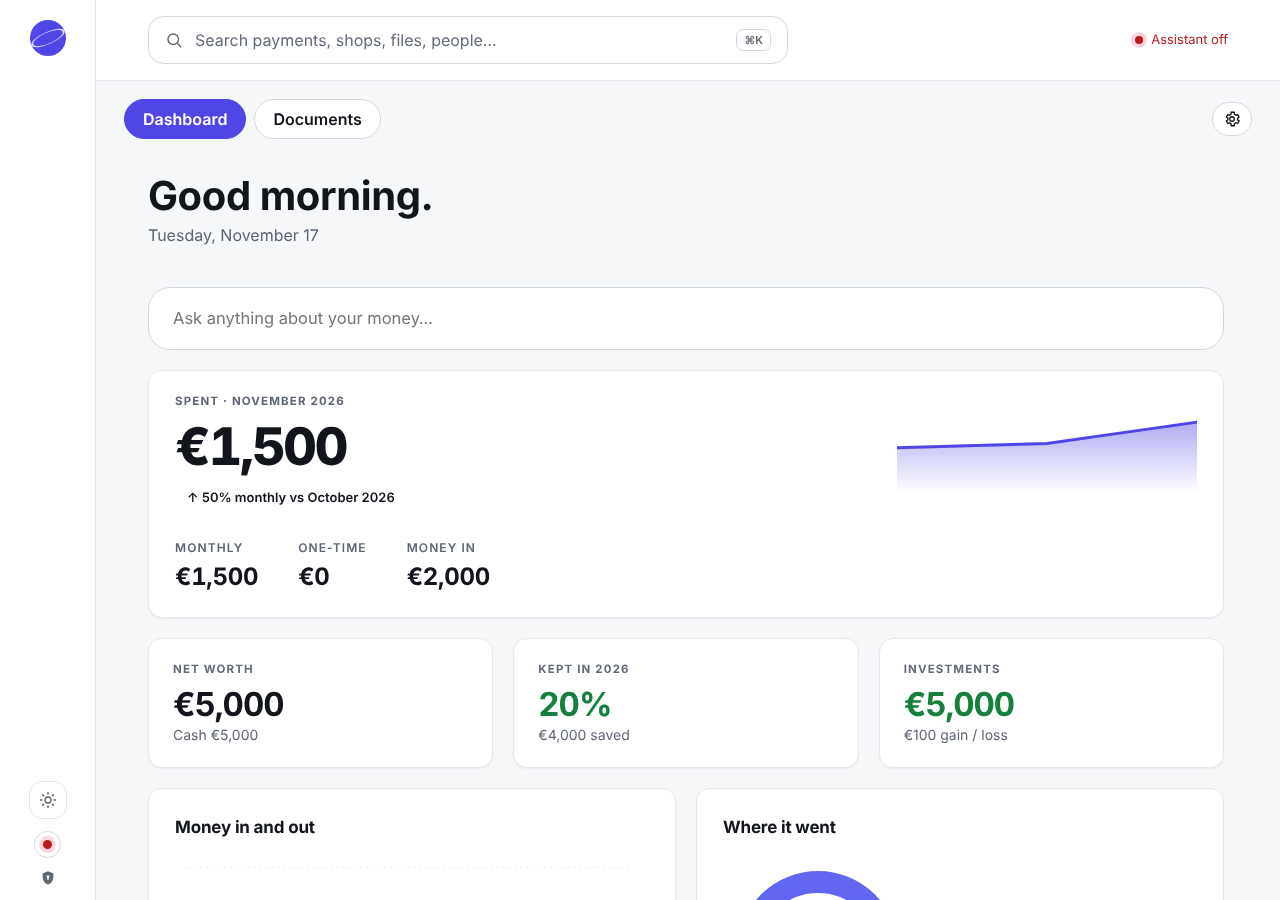 Search payments, shops, files, people...
⌘K
Assistant off
Dashboard
Documents
Good morning.
Tuesday, November 17
Ask anything about your money...
SPENT · NOVEMBER 2026
€1,500
↑ 50% monthly vs October 2026
MONTHLY
ONE-TIME
MONEY IN
€1,500
€0
€2,000
NET WORTH
€5,000
Cash €5,000
KEPT IN 2026
20%
€4,000 saved
INVESTMENTS
€5,000
€100 gain / loss
Money in and out
Where it went